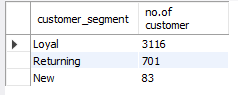 customer_segment no.of
customer
Loyal 3116
Returning 701
New 83